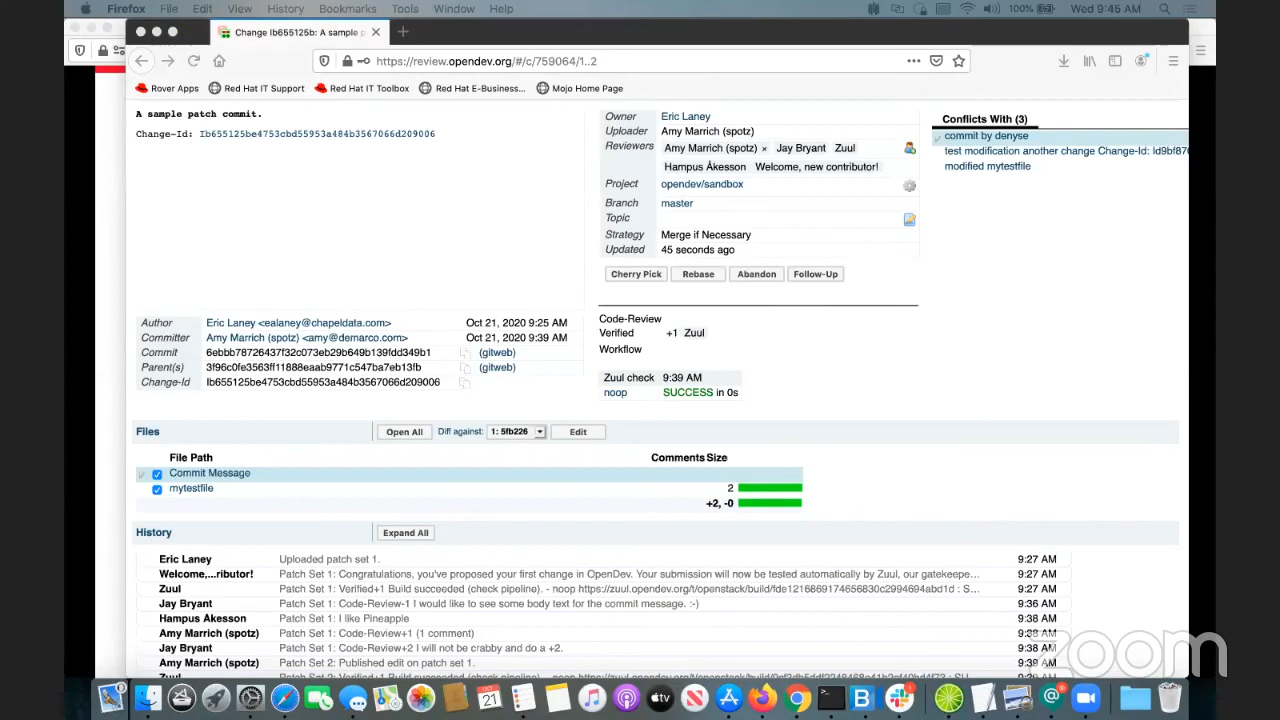 Firefox File Edit View History Bookmarks Tools Window Help 100% Wed 9:45 AM
Change Ib655125b: A sample p
https://review.opendev.org/#/c/759064/1..2
Rover Apps Red Hat IT Support Red Hat IT Toolbox Red Hat E-Business... Mojo Home Page
A sample patch commit.
Change-Id: Ib655125be4753cbd55953a484b3567066d209006
Owner Eric Laney
Uploader Amy Marrich (spotz)
Reviewers Amy Marrich (spotz) × Jay Bryant Zuul
Hampus Åkesson Welcome, new contributor!
Project opendev/sandbox
Branch master
Topic
Strategy Merge if Necessary
Updated 45 seconds ago
Cherry Pick Rebase Abandon Follow-Up
Conflicts With (3)
commit by denyse
test modification another change Change-Id: Id9bf870
modified mytestfile
Author Eric Laney <ealaney@chapeldata.com> Oct 21, 2020 9:25 AM
Committer Amy Marrich (spotz) <amy@demarco.com> Oct 21, 2020 9:39 AM
Commit 6ebbb78726437f32c073eb29b649b139fdd349b1 (gitweb)
Parent(s) 3f96c0fe3563ff11888eaab9771c547ba7eb13fb (gitweb)
Change-Id Ib655125be4753cbd55953a484b3567066d209006
Code-Review
Verified +1 Zuul
Workflow
Zuul check 9:39 AM
noop SUCCESS in 0s
Files Open All Diff against: 1: 5fb226 Edit
File Path Comments Size
Commit Message
mytestfile 2
+2, -0
History Expand All
Eric Laney Uploaded patch set 1. 9:27 AM
Welcome,...ributor! Patch Set 1: Congratulations, you've proposed your first change in OpenDev. Your submission will now be tested automatically by Zuul, our gatekeepe... 9:27 AM
Zuul Patch Set 1: Verified+1 Build succeeded (check pipeline). - noop https://zuul.opendev.org/t/openstack/build/fde1216869174656830c2994694abd1d : S... 9:27 AM
Jay Bryant Patch Set 1: Code-Review-1 I would like to see some body text for the commit message. :-) 9:36 AM
Hampus Åkesson Patch Set 1: I like Pineapple 9:38 AM
Amy Marrich (spotz) Patch Set 1: Code-Review+1 (1 comment) 9:38 AM
Jay Bryant Patch Set 1: Code-Review+2 I will not be crabby and do a +2. 9:38 AM
Amy Marrich (spotz) Patch Set 2: Published edit on patch set 1. 9:39 AM
zoom